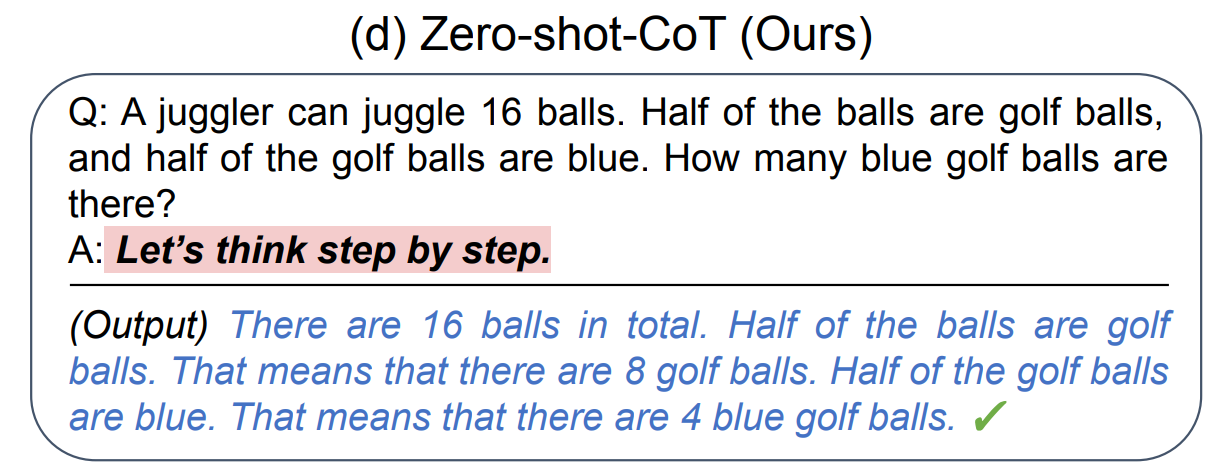 (d) Zero-shot-CoT (Ours)
Q: A juggler can juggle 16 balls. Half of the balls are golf balls,
and half of the golf balls are blue. How many blue golf balls are
there?
A: Let’s think step by step.
(Output) There are 16 balls in total. Half of the balls are golf
balls. That means that there are 8 golf balls. Half of the golf balls
are blue. That means that there are 4 blue golf balls. ✓